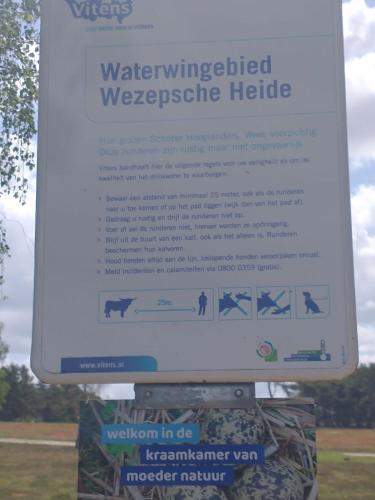 Vitens
Waterwingebied
Wezepsche Heide
Hier grazen Schotse Hooglanders. Wees voorzichtig.
Deze runderen zijn rustig maar niet ongevaarlijk
Vitens handhaaft hier de volgende regels voor uw veiligheid en om de
kwaliteit van het drinkwater te waarborgen.
Bewaar een afstand van minimaal 25 meter, ook als de runderen
naar u toe komen of op het pad liggen (wijk dan van het pad af).
Gedraag u rustig en drijf de runderen niet op.
Voer of aai de runderen niet, hierdoor worden ze opdringerig.
Blijf uit de buurt van een kalf, ook als het alleen is. Runderen
beschermen hun kalveren.
Houd honden altijd aan de lijn, loslopende honden veroorzaken onrust.
Meld incidenten en calamiteiten via 0800 0359 (gratis).
25m.
www.vitens.nl
welkom in de
kraamkamer van
moeder natuur